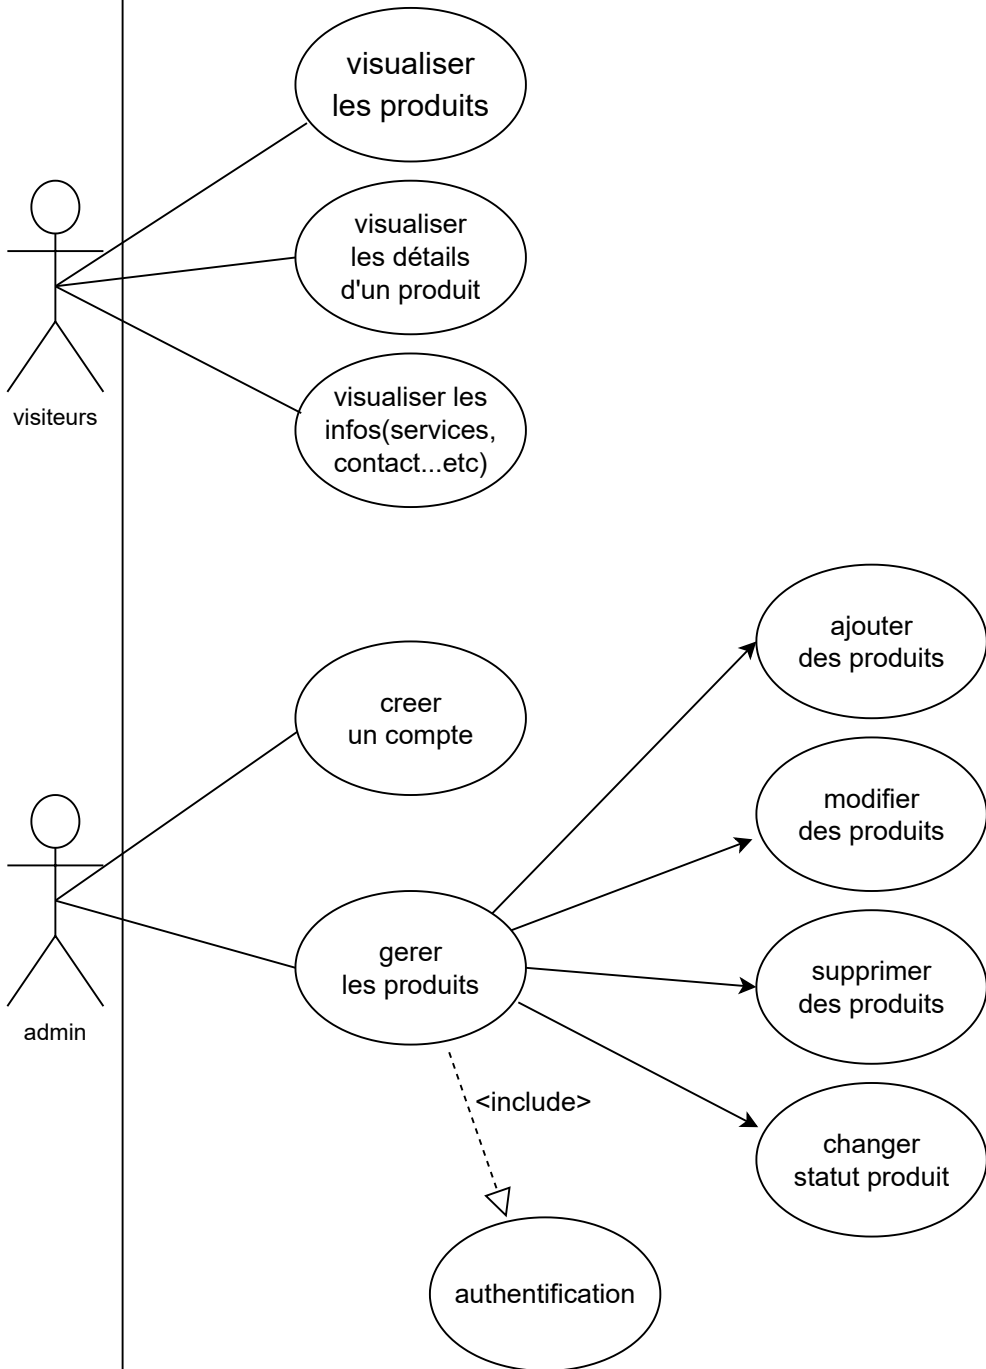 visualiser
les produits
visualiser
les détails
d'un produit
visiteurs
visualiser les
infos(services,
contact...etc)
ajouter
des produits
creer
un compte
modifier
des produits
admin
gerer
les produits
supprimer
des produits
<include>
changer
statut produit
authentification